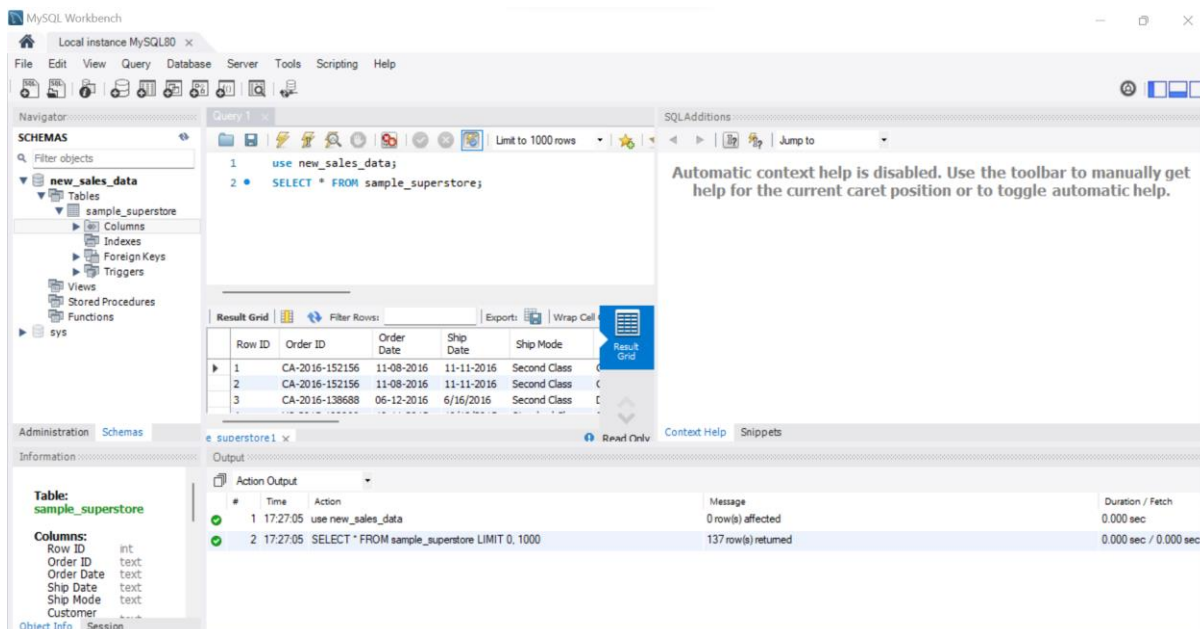 MySQL Workbench
Local instance MySQL80 ×
File Edit View Query Database Server Tools Scripting Help
Navigator
SCHEMAS
Filter objects
new_sales_data
Tables
sample_superstore
Columns
Indexes
Foreign Keys
Triggers
Views
Stored Procedures
Functions
sys
Administration Schemas
Query 1 ×
Limit to 1000 rows
1 use new_sales_data;
2 SELECT * FROM sample_superstore;
Result Grid Filter Rows: Export: Wrap Cell
Row ID Order ID Order Date Ship Date Ship Mode
1 CA-2016-152156 11-08-2016 11-11-2016 Second Class
2 CA-2016-152156 11-08-2016 11-11-2016 Second Class
3 CA-2016-138688 06-12-2016 6/16/2016 Second Class
Result
Grid
e_superstore1 × Read Only
SQLAdditions
Jump to
Automatic context help is disabled. Use the toolbar to manually get
help for the current caret position or to toggle automatic help.
Context Help Snippets
Information
Table:
sample_superstore
Columns:
Row ID int
Order ID text
Order Date text
Ship Date text
Ship Mode text
Customer
Object Info Session
Output
Action Output
# Time Action Message Duration / Fetch
1 17:27:05 use new_sales_data 0 row(s) affected 0.000 sec
2 17:27:05 SELECT * FROM sample_superstore LIMIT 0, 1000 137 row(s) returned 0.000 sec / 0.000 sec